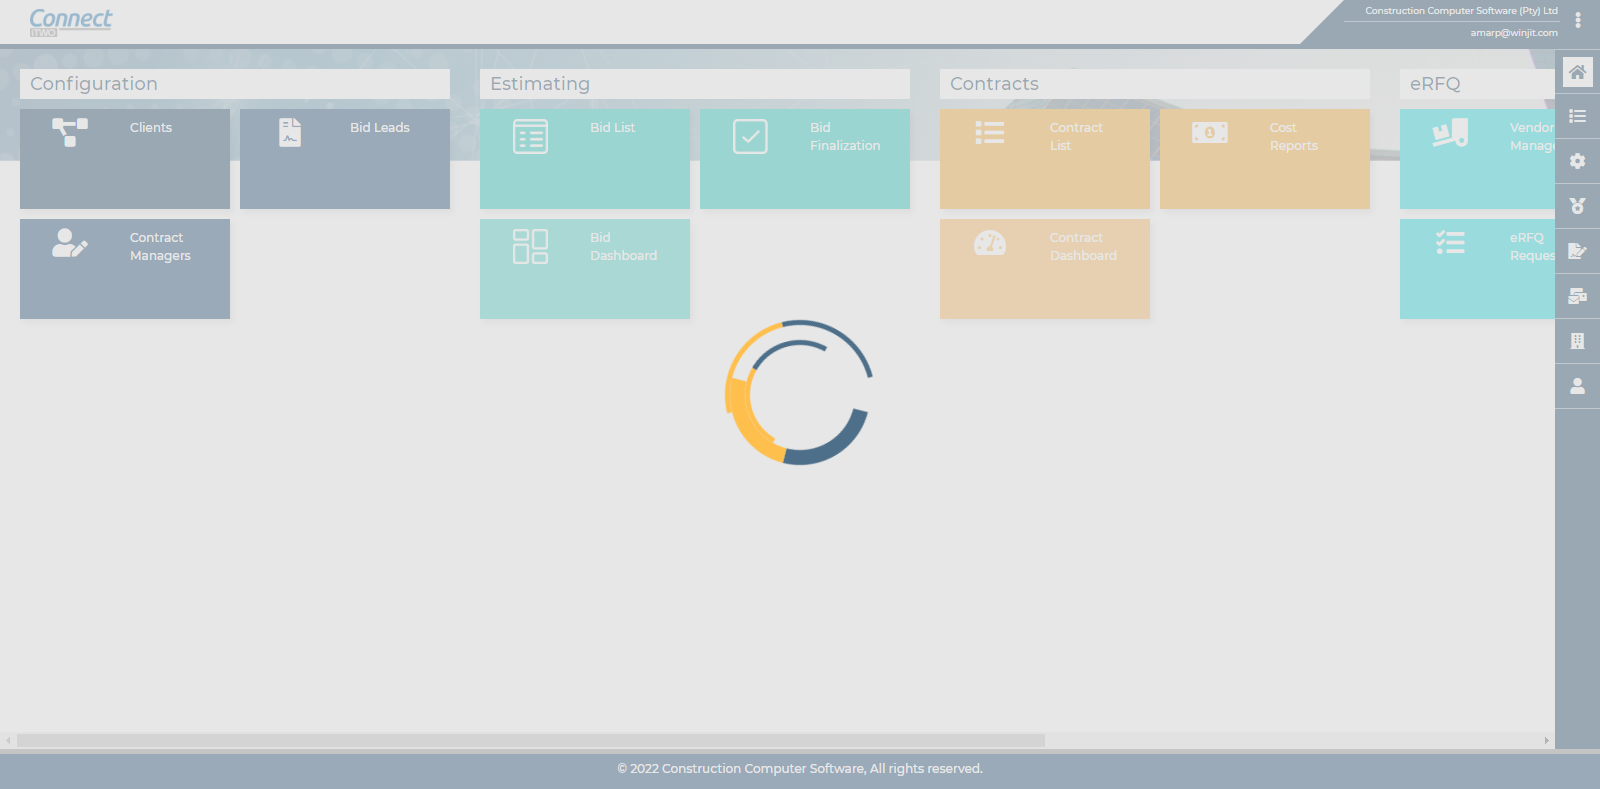 Connect
iTWO
Construction Computer Software (Pty) Ltd
amarp@winjit.com
Configuration
Estimating
Contracts
eRFQ
Clients
Bid Leads
Bid List
Bid
Finalization
Contract
List
Cost
Reports
Vendor
Manage
Contract
Managers
Bid
Dashboard
Contract
Dashboard
eRFQ
Reques
© 2022 Construction Computer Software, All rights reserved.